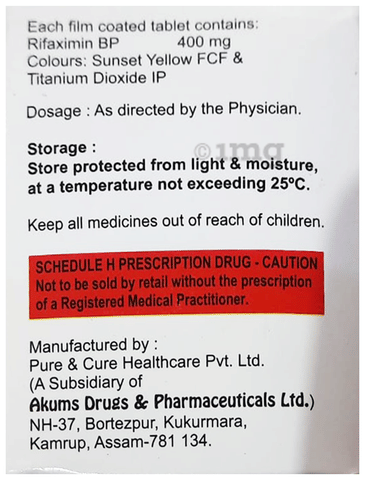 Each film coated tablet contains:
Rifaximin BP 400 mg
Colours: Sunset Yellow FCF &
Titanium Dioxide IP
Dosage : As directed by the Physician.
©1mg
Storage :
Store protected from light & moisture,
at a temperature not exceeding 25ºC.
Keep all medicines out of reach of children.
SCHEDULE H PRESCRIPTION DRUG - CAUTION
Not to be sold by retail without the prescription
of a Registered Medical Practitioner.
Manufactured by :
Pure & Cure Healthcare Pvt. Ltd.
(A Subsidiary of
Akums Drugs & Pharmaceuticals Ltd.)
NH-37, Bortezpur, Kukurmara,
Kamrup, Assam-781 134.